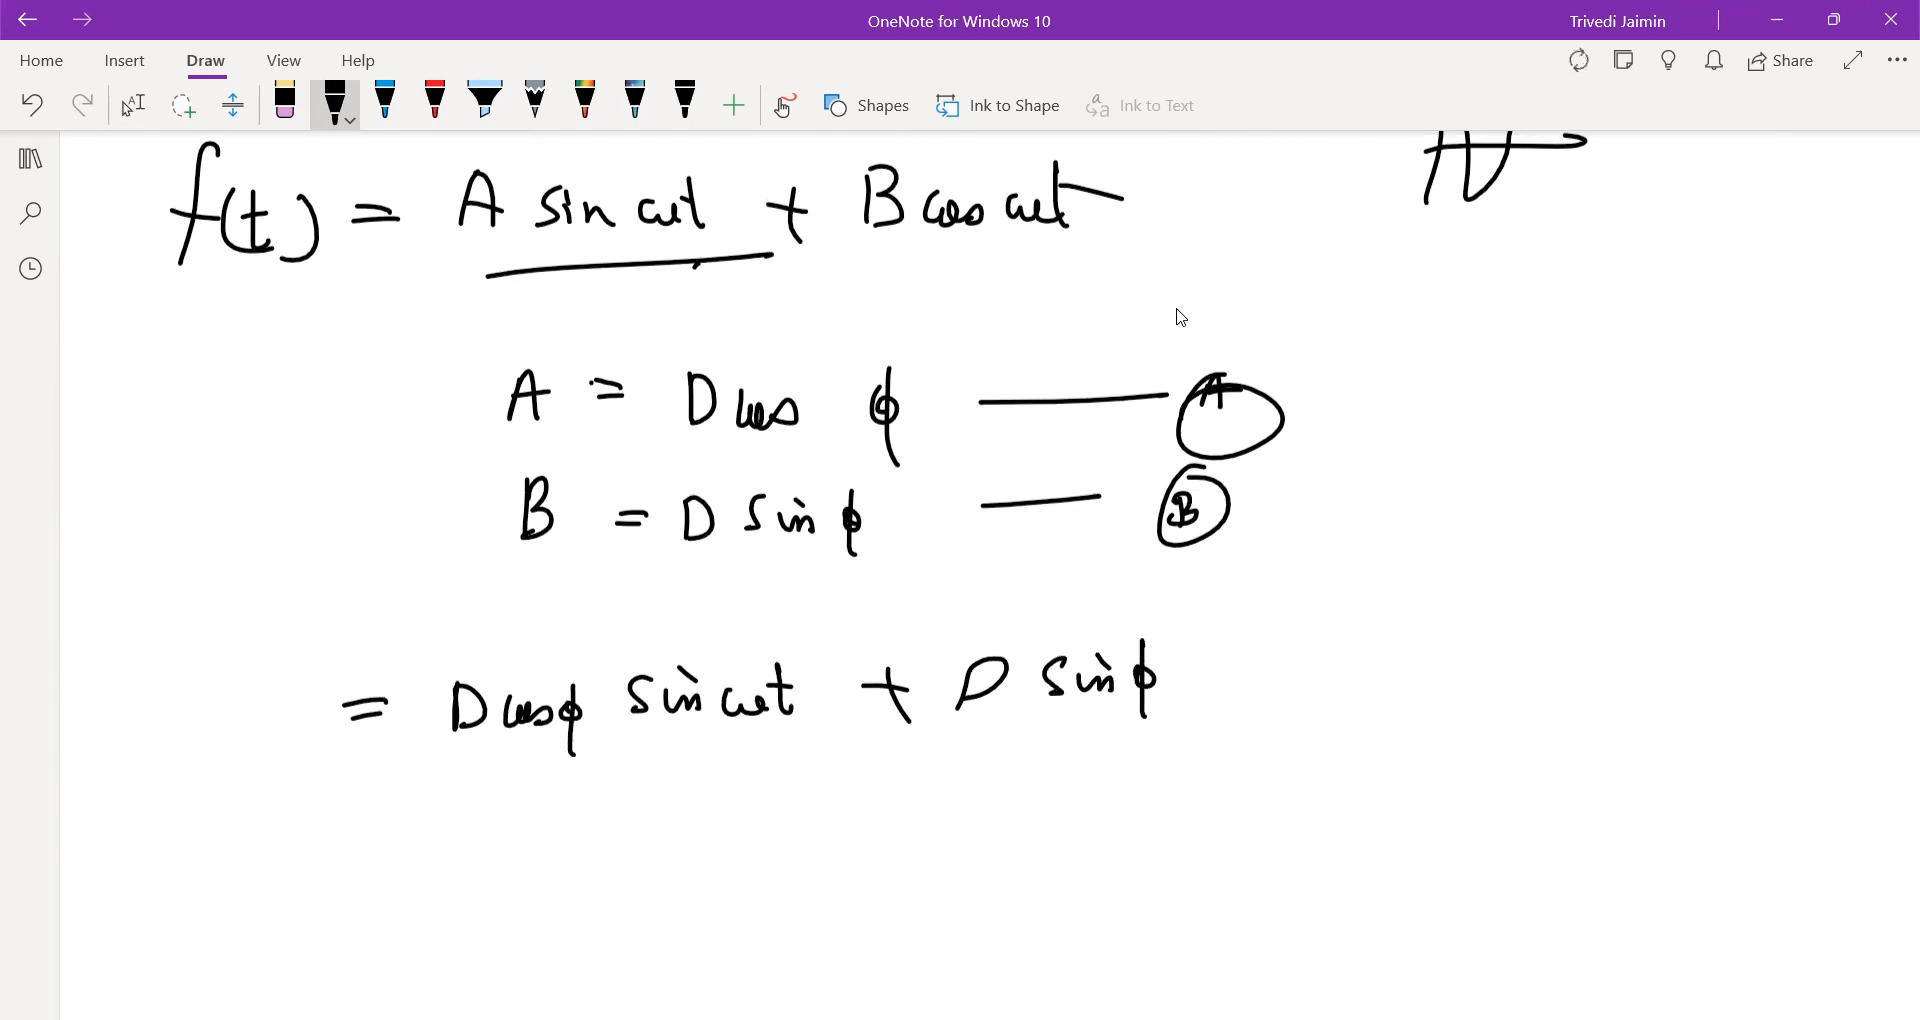 OneNote for Windows 10
Trivedi Jaimin
Home Insert Draw View Help
Share
Shapes Ink to Shape Ink to Text
f(t) = A sin ωt + B cos ωt
A = D cos ϕ — A
B = D sin ϕ — B
= D cosϕ sin ωt + D sin ϕ